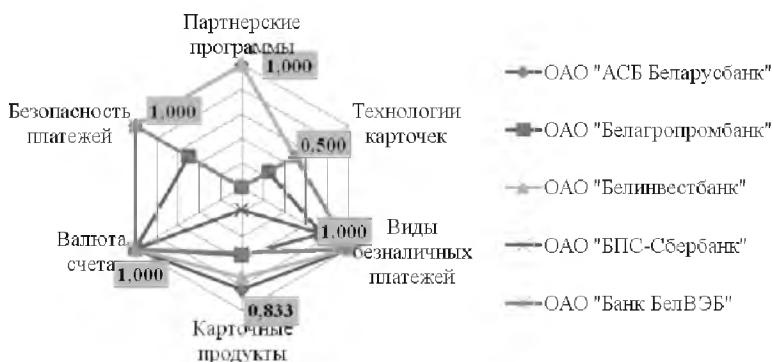 Партнерские
программы
1,000
Безопасность
платежей
1,000
Технологии
карточек
0,500
Валюта
счета
1,000
1,000
Виды
безналичных
платежей
0,833
Карточные
продукты
ОАО "АСБ Беларусбанк"
ОАО "Белагропромбанк"
ОАО "Белинвестбанк"
ОАО "БПС-Сбербанк"
ОАО "Банк БелВЭБ"